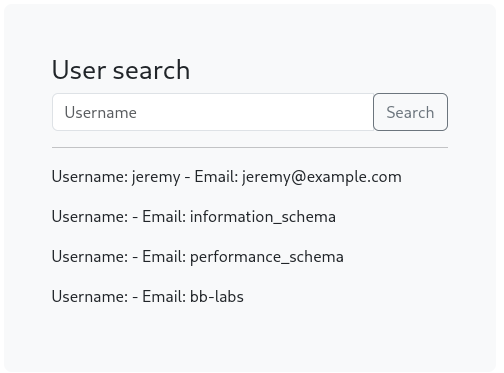 User search
Username Search
Username: jeremy - Email: jeremy@example.com
Username: - Email: information_schema
Username: - Email: performance_schema
Username: - Email: bb-labs